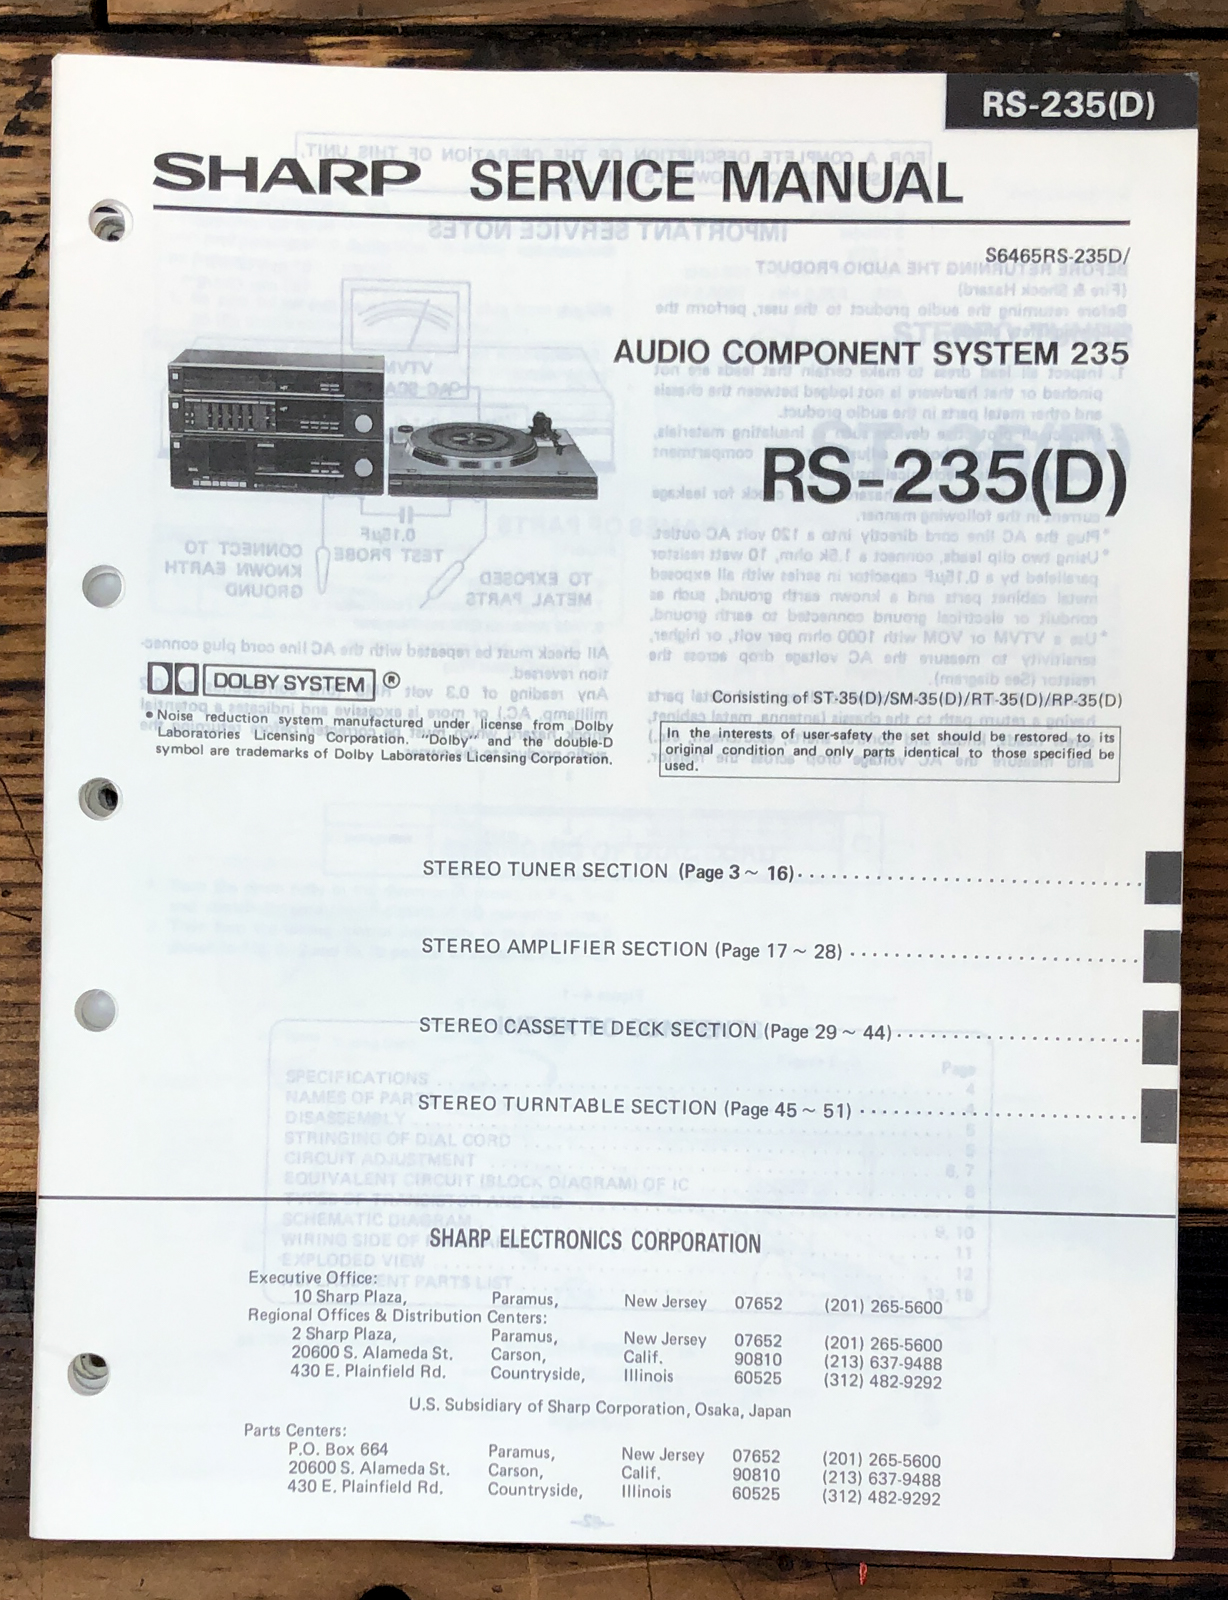 RS-235(D)
SHARP SERVICE MANUAL
S6465RS-235D/
AUDIO COMPONENT SYSTEM 235
RS-235(D)
DOLBY SYSTEM ®
Consisting of ST-35(D)/SM-35(D)/RT-35(D)/RP-35(D)
• Noise reduction system manufactured under license from Dolby
Laboratories Licensing Corporation. "Dolby" and the double-D
symbol are trademarks of Dolby Laboratories Licensing Corporation.
In the interests of user-safety the set should be restored to its
original condition and only parts identical to those specified be
used.
STEREO TUNER SECTION (Page 3 ~ 16)
STEREO AMPLIFIER SECTION (Page 17 ~ 28)
STEREO CASSETTE DECK SECTION (Page 29 ~ 44)
STEREO TURNTABLE SECTION (Page 45 ~ 51)
SHARP ELECTRONICS CORPORATION
Executive Office:
10 Sharp Plaza, Paramus, New Jersey 07652 (201) 265-5600
Regional Offices & Distribution Centers:
2 Sharp Plaza, Paramus, New Jersey 07652 (201) 265-5600
20600 S. Alameda St. Carson, Calif. 90810 (213) 637-9488
430 E. Plainfield Rd. Countryside, Illinois 60525 (312) 482-9292
U.S. Subsidiary of Sharp Corporation, Osaka, Japan
Parts Centers:
P.O. Box 664 Paramus, New Jersey 07652 (201) 265-5600
20600 S. Alameda St. Carson, Calif. 90810 (213) 637-9488
430 E. Plainfield Rd. Countryside, Illinois 60525 (312) 482-9292